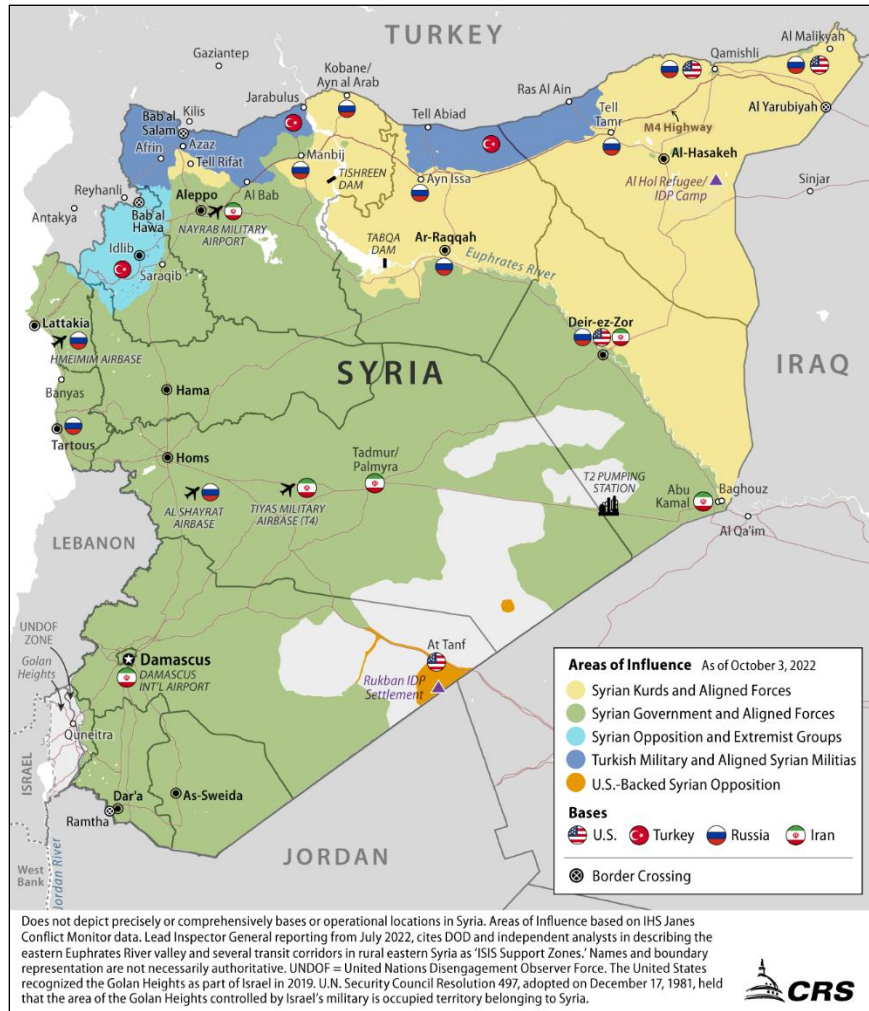 TURKEY
Al Malikyah
Gaziantep
Kobane/
Ayn al Arab
Qamishli
Jarabulus
Ras Al Ain
Bab al
Salam
Kilis
Tell Abiad
Al Yarubiyah
Azaz
Tell
Tamr
M4 Highway
Afrin
Tell Rifat
Manbij
Al-Hasakeh
Reyhanli
TISHREEN
DAM
Ayn Issa
Al Hol Refugee/
IDP Camp
Sinjar
Antakya
Aleppo
Al Bab
Bab al
Hawa
NAYRAB MILITARY
AIRPORT
TABQA
DAM
Ar-Raqqah
Idlib
Euphrates River
Saraqib
Lattakia
Deir-ez-Zor
HMEIMIM AIRBASE
SYRIA
IRAQ
Banyas
Hama
Tartous
Homs
Tadmur/
Palmyra
T2 PUMPING
STATION
Abu
Kamal
Baghouz
AL SHAYRAT
AIRBASE
TIYAS MILITARY
AIRBASE (T4)
Al Qa'im
LEBANON
UNDOF
ZONE
At Tanf
Golan
Heights
Damascus
DAMASCUS
INT'L AIRPORT
Rukban IDP
Settlement
Quneitra
ISRAEL
As-Sweida
Dar'a
Ramtha
JORDAN
West
Bank
Jordan River
Areas of Influence As of October 3, 2022
Syrian Kurds and Aligned Forces
Syrian Government and Aligned Forces
Syrian Opposition and Extremist Groups
Turkish Military and Aligned Syrian Militias
U.S.-Backed Syrian Opposition
Bases
U.S. Turkey Russia Iran
Border Crossing
Does not depict precisely or comprehensively bases or operational locations in Syria. Areas of Influence based on IHS Janes
Conflict Monitor data. Lead Inspector General reporting from July 2022, cites DOD and independent analysts in describing the
eastern Euphrates River valley and several transit corridors in rural eastern Syria as ‘ISIS Support Zones.’ Names and boundary
representation are not necessarily authoritative. UNDOF = United Nations Disengagement Observer Force. The United States
recognized the Golan Heights as part of Israel in 2019. U.N. Security Council Resolution 497, adopted on December 17, 1981, held
that the area of the Golan Heights controlled by Israel’s military is occupied territory belonging to Syria.
CRS